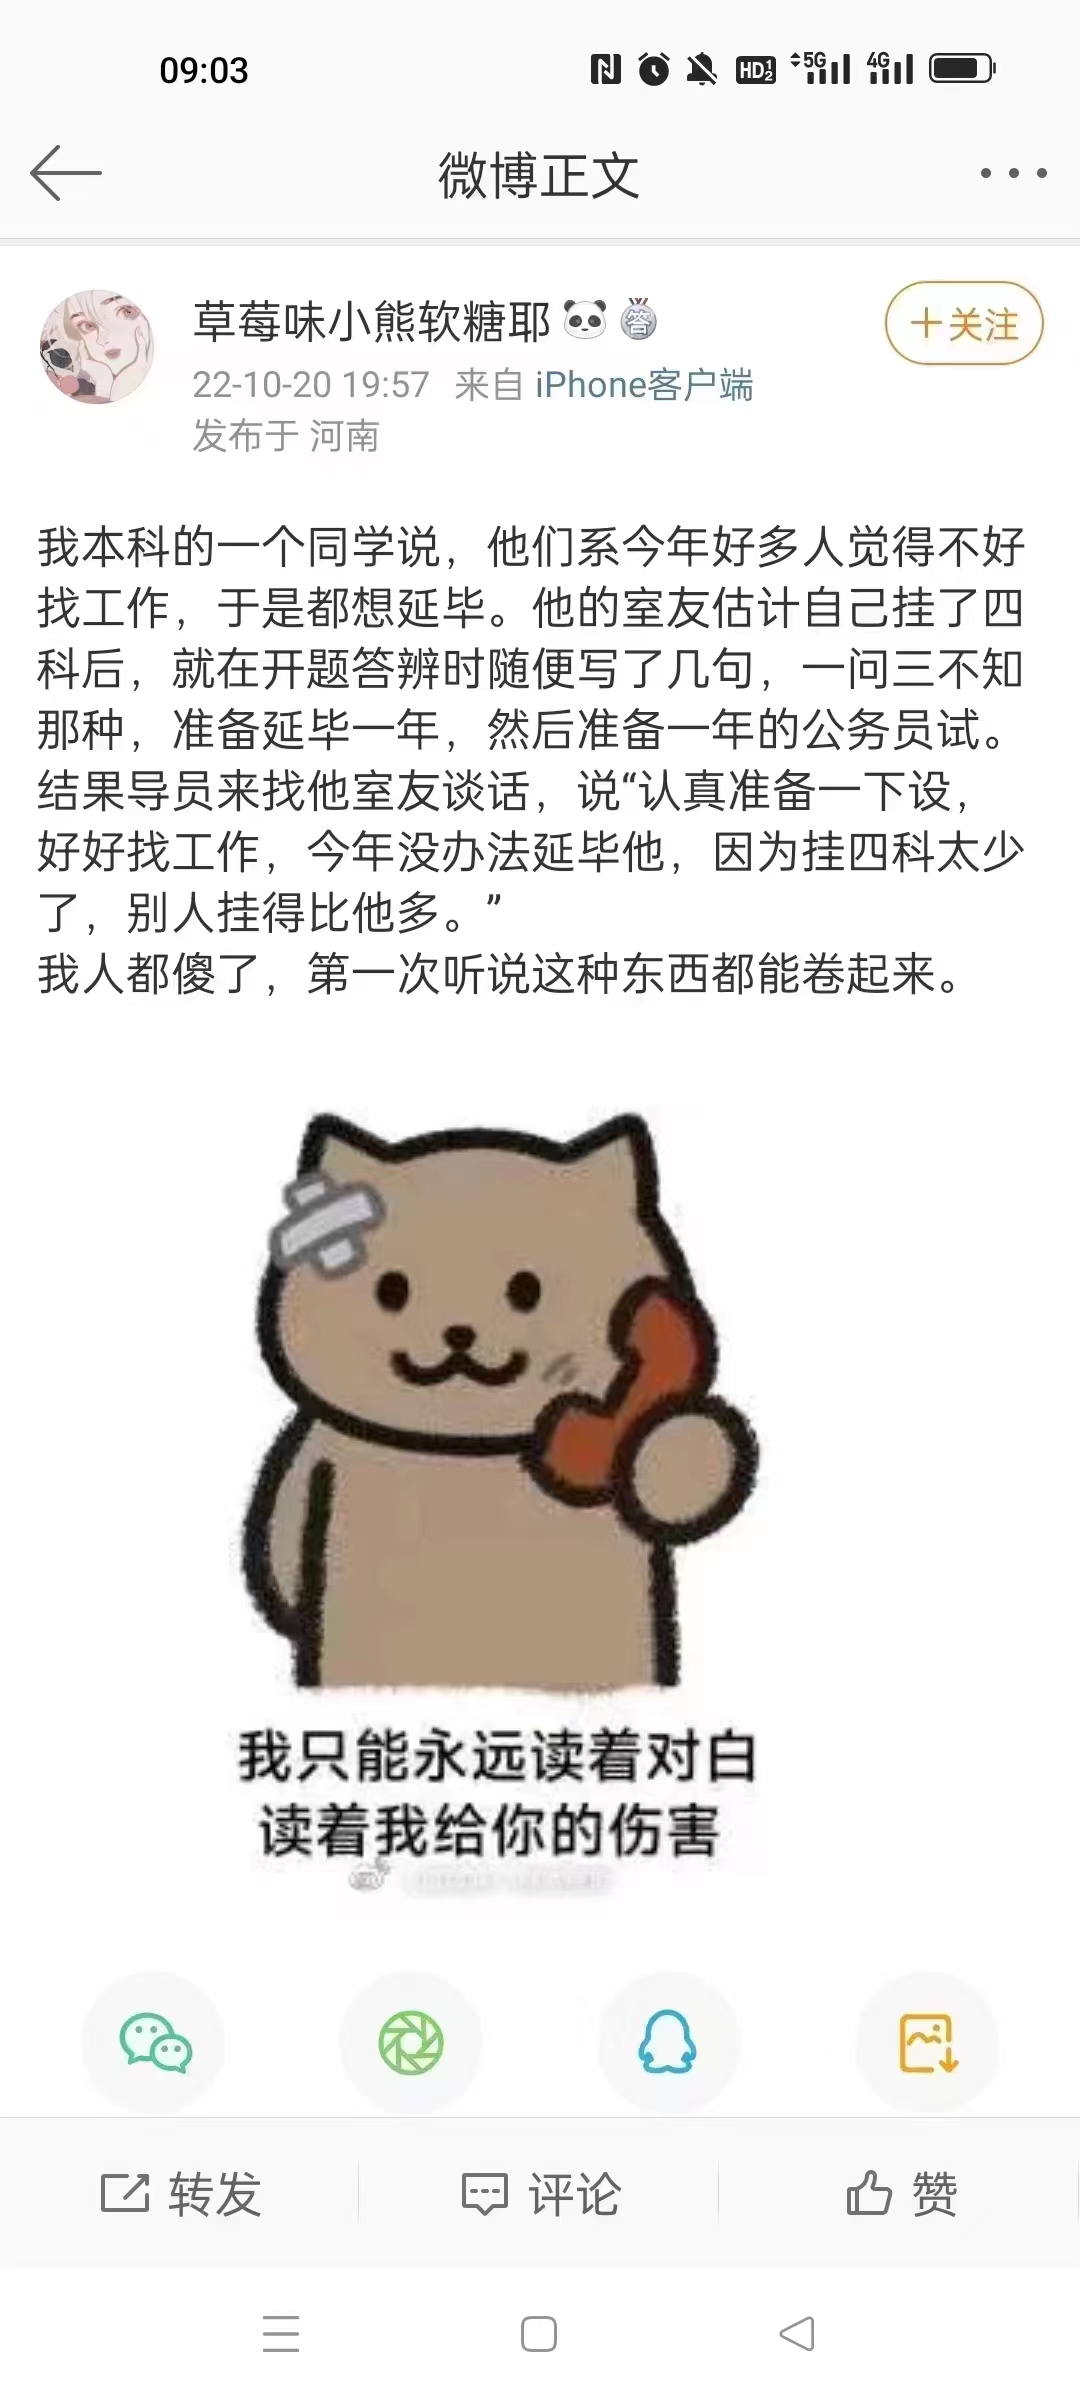 09:03
HD 1 2 5G 4G
微博正文
草莓味小熊软糖耶 答
+关注
22-10-20 19:57 来自 iPhone客户端
发布于 河南
我本科的一个同学说，他们系今年好多人觉得不好
找工作，于是都想延毕。他的室友估计自己挂了四
科后，就在开题答辨时随便写了几句，一问三不知
那种，准备延毕一年，然后准备一年的公务员试。
结果导员来找他室友谈话，说“认真准备一下设，
好好找工作，今年没办法延毕他，因为挂四科太少
了，别人挂得比他多。”
我人都傻了，第一次听说这种东西都能卷起来。
我只能永远读着对白
读着我给你的伤害
转发 评论 赞